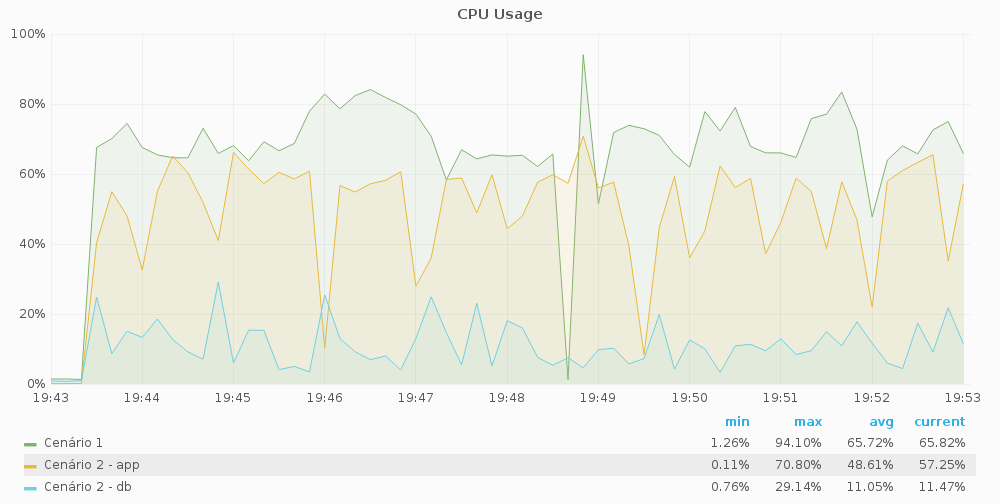 CPU Usage
100%
80%
60%
40%
20%
0%
19:43 19:44 19:45 19:46 19:47 19:48 19:49 19:50 19:51 19:52 19:53
min max avg current
Cenário 1 1.26% 94.10% 65.72% 65.82%
Cenário 2 - app 0.11% 70.80% 48.61% 57.25%
Cenário 2 - db 0.76% 29.14% 11.05% 11.47%